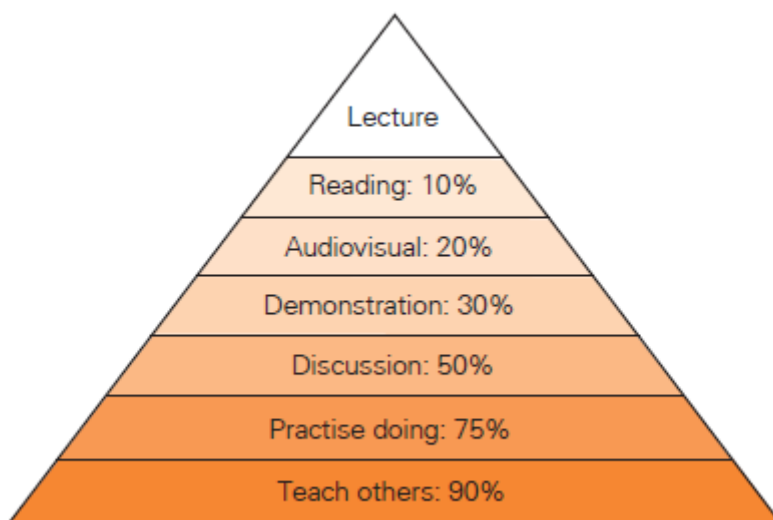 Lecture
Reading: 10%
Audiovisual: 20%
Demonstration: 30%
Discussion: 50%
Practise doing: 75%
Teach others: 90%